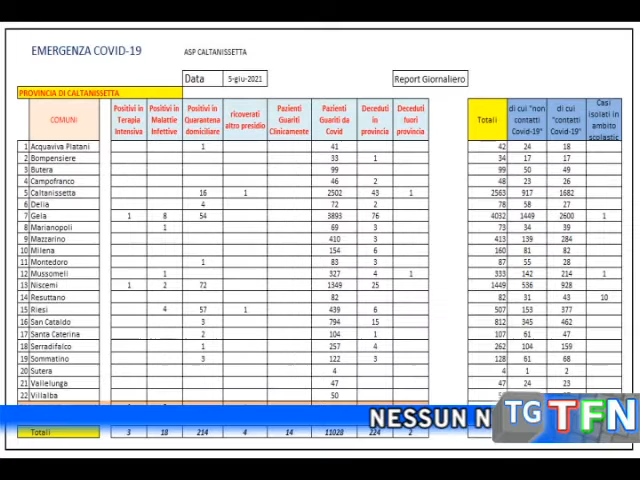 EMERGENZA COVID-19 ASP CALTANISSETTA
Data 5-giu-2021 Report Giornaliero
PROVINCIA DI CALTANISSETTA
COMUNI Positivi in Terapia Intensiva Positivi in Malattie Infettive Positivi in Quarantena domiciliare ricoverati altro presidio Pazienti Guariti Clinicamente Pazienti Guariti da Covid Deceduti in provincia Deceduti fuori provincia Totali di cui "non contatti Covid-19" di cui "contatti Covid-19" Casi isolati in ambito scolastic
1 Acquaviva Platani 1 41 42 24 18
2 Bompensiere 33 1 34 17 17
3 Butera 99 99 50 49
4 Campofranco 46 2 48 23 26
5 Caltanissetta 16 1 2502 43 1 2563 917 1682
6 Delia 4 72 2 78 58 27
7 Gela 1 8 54 3893 76 4032 1449 2600 1
8 Marianopoli 1 69 3 73 34 39
9 Mazzarino 410 3 413 139 284
10 Milena 154 6 160 81 82
11 Montedoro 1 83 3 87 55 28
12 Mussomeli 1 327 4 1 333 142 214 1
13 Niscemi 1 2 72 1349 25 1449 536 928
14 Resuttano 82 82 31 43 10
15 Riesi 4 57 1 439 6 507 153 377
16 San Cataldo 3 794 15 812 345 462
17 Santa Caterina 2 104 1 107 61 47
18 Serradifalco 1 257 4 262 104 159
19 Sommatino 3 122 3 128 61 68
20 Sutera 4 4 1 2
21 Vallelunga 47 47 24 23
22 Villalba 50
NESSUN N TG TFN
Totali 3 18 214 4 14 11028 224 2